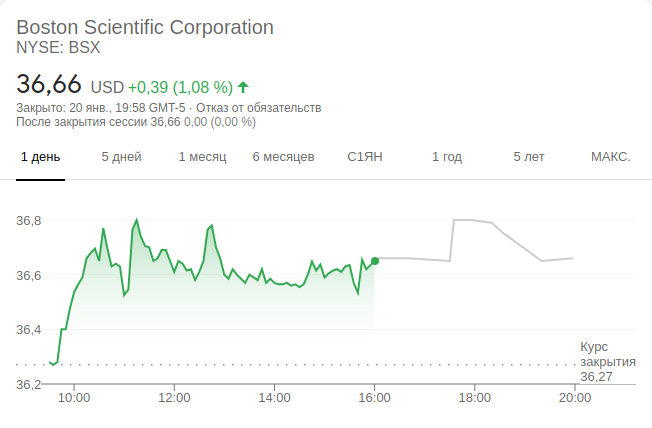 Boston Scientific Corporation
NYSE: BSX
36,66 USD +0,39 (1,08 %)
Закрыто: 20 янв., 19:58 GMT-5 · Отказ от обязательств
После закрытия сессии 36,66 0,00 (0,00 %)
1 день 5 дней 1 месяц 6 месяцев С1ЯН 1 год 5 лет МАКС.
36,8
36,6
36,4
Курс
закрытия
36,27
36,2
10:00 12:00 14:00 16:00 18:00 20:00